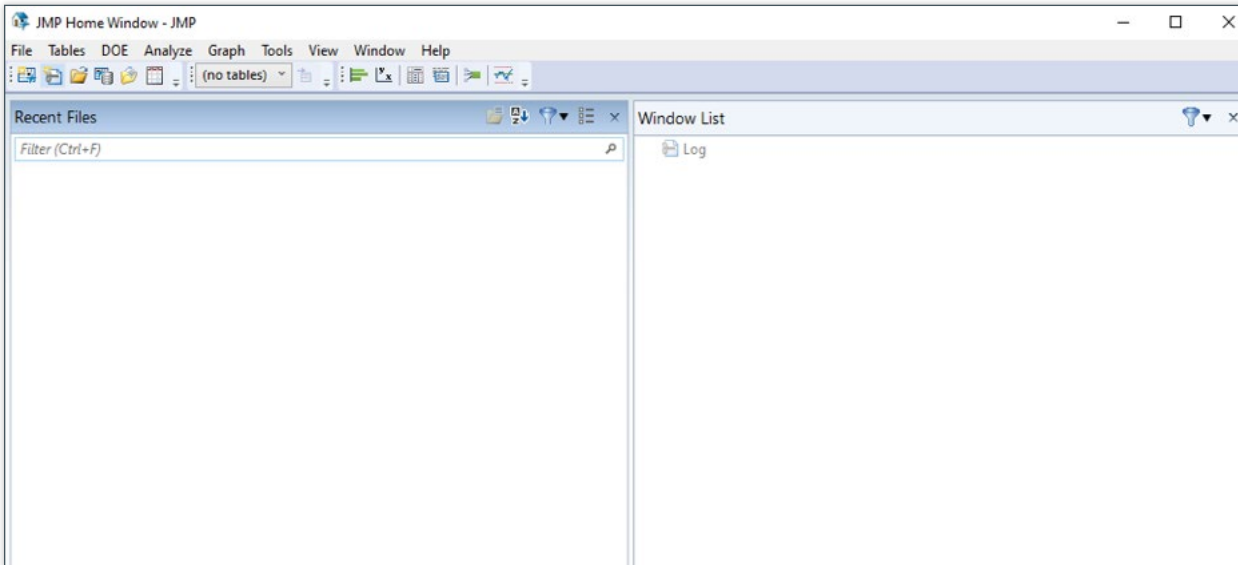 JMP Home Window - JMP
File Tables DOE Analyze Graph Tools View Window Help
(no tables)
Recent Files
Window List
Filter (Ctrl+F)
Log